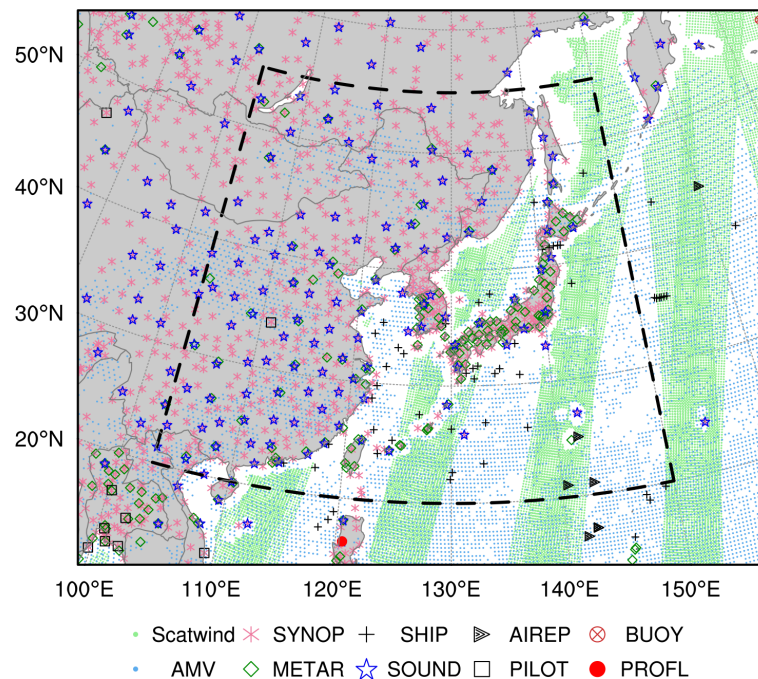 50°N
40°N
30°N
20°N
100°E 110°E 120°E 130°E 140°E 150°E
Scatwind SYNOP SHIP AIREP BUOY
AMV METAR SOUND PILOT PROFL